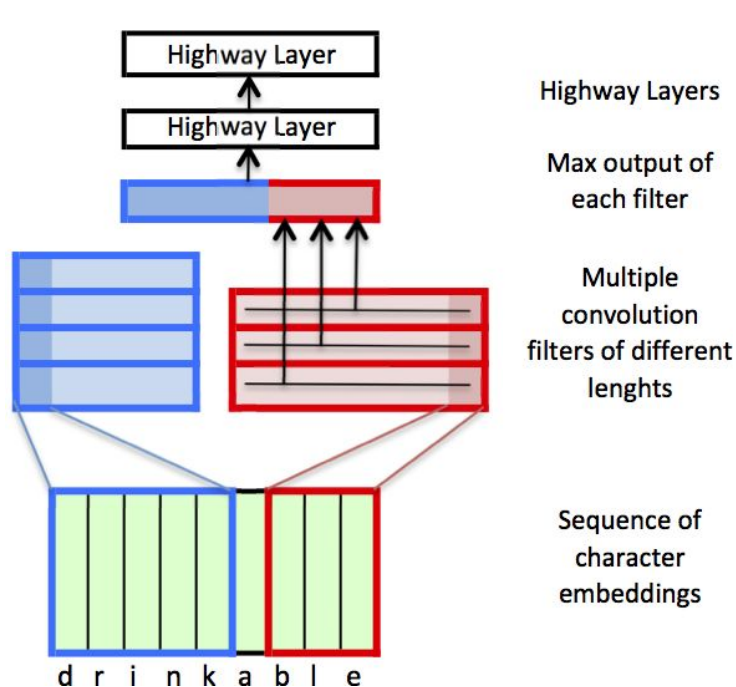 Highway Layer
Highway Layers
Highway Layer
Max output of
each filter
Multiple
convolution
filters of different
lenghts
Sequence of
character
embeddings
d r i n k a b l e